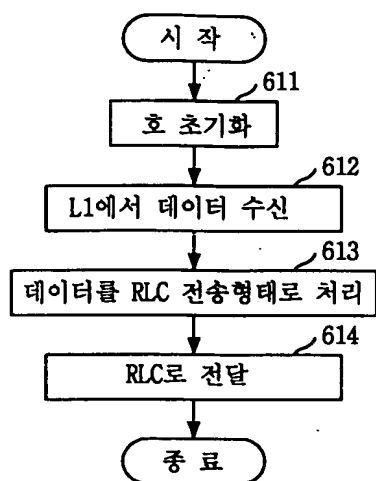 시 작
611
호 초기화
612
L1에서 데이터 수신
613
데이터를 RLC 전송형태로 처리
614
RLC로 전달
종 료